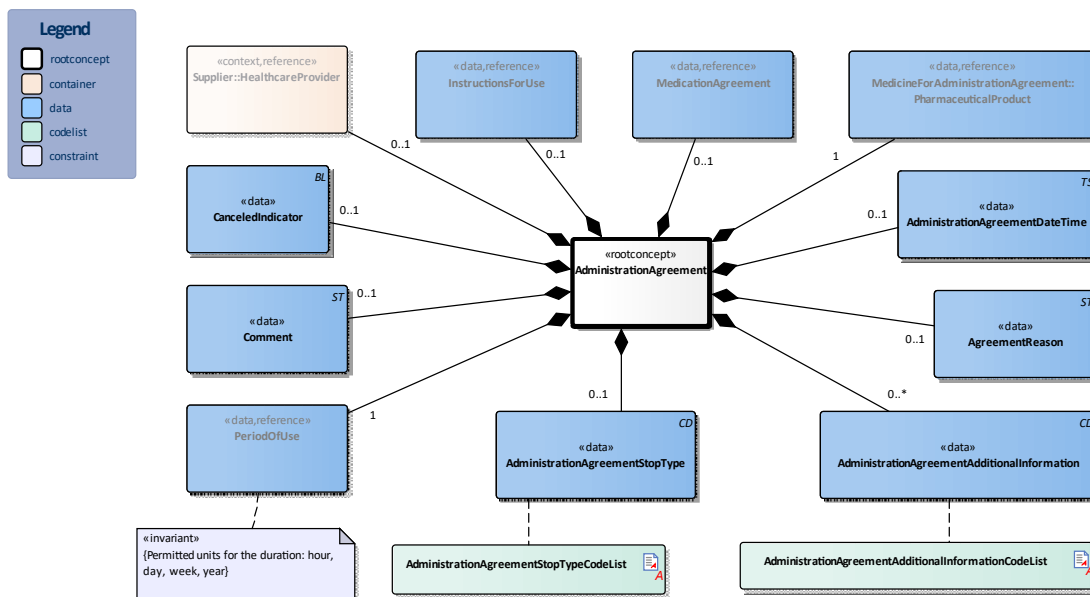 Legend
rootconcept
container
data
codelist
constraint
«context,reference»
Supplier::HealthcareProvider
«data,reference»
InstructionsForUse
«data,reference»
MedicationAgreement
«data,reference»
MedicineForAdministrationAgreement::
PharmaceuticalProduct
0..1
0..1
0..1
1
BL
«data»
CanceledIndicator
0..1
TS
«data»
AdministrationAgreementDateTime
0..1
«rootconcept»
AdministrationAgreement
ST
«data»
Comment
0..1
ST
«data»
AgreementReason
0..1
«data,reference»
PeriodOfUse
1
0..1
0..*
CD
«data»
AdministrationAgreementStopType
CD
«data»
AdministrationAgreementAdditionalInformation
«invariant»
{Permitted units for the duration: hour,
day, week, year}
AdministrationAgreementStopTypeCodeList
A
AdministrationAgreementAdditionalInformationCodeList
A